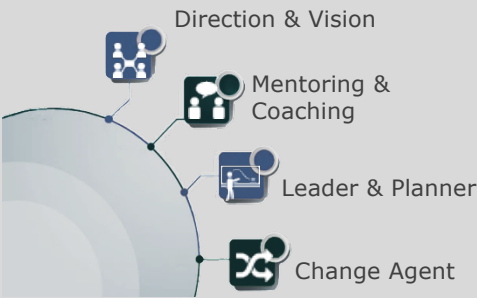 Direction & Vision
Mentoring &
Coaching
Leader & Planner
Change Agent